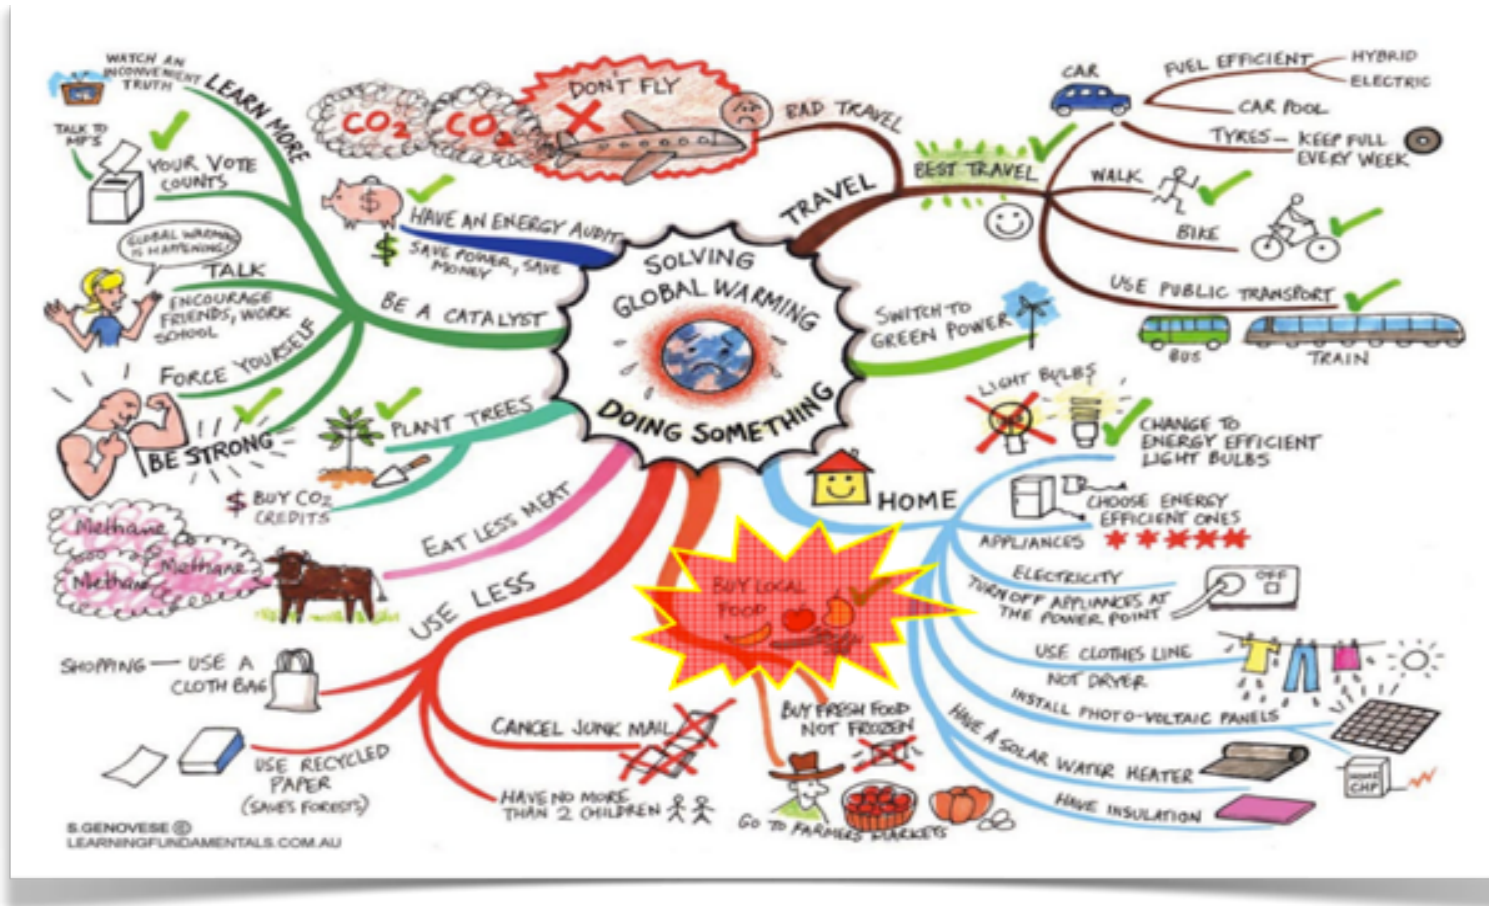 SOLVING
GLOBAL WARMING
DOING SOMETHING
TRAVEL
BAD TRAVEL
DON'T FLY
CO2
CO2
BEST TRAVEL
CAR
FUEL EFFICIENT
HYBRID
ELECTRIC
CAR POOL
TYRES – KEEP FULL
EVERY WEEK
WALK
BIKE
USE PUBLIC TRANSPORT
BUS
TRAIN
SWITCH TO
GREEN POWER
HOME
LIGHT BULBS
CHANGE TO
ENERGY EFFICIENT
LIGHT BULBS
CHOOSE ENERGY
EFFICIENT ONES
APPLIANCES
ELECTRICITY
TURN OFF APPLIANCES AT
THE POWER POINT
OFF
USE CLOTHES LINE
NOT DRYER
INSTALL PHOTO-VOLTAIC PANELS
HOME
CHP
HAVE A SOLAR WATER HEATER
HAVE INSULATION
BUY LOCAL
FOOD
BUY FRESH FOOD
NOT FROZEN
GO TO FARMERS MARKETS
USE LESS
SHOPPING — USE A
CLOTH BAG
USE RECYCLED
PAPER
(SAVES FORESTS)
CANCEL JUNK MAIL
HAVE NO MORE
THAN 2 CHILDREN
EAT LESS MEAT
Methane
Methane
Methane
PLANT TREES
$ BUY CO2
CREDITS
BE A CATALYST
LEARN MORE
WATCH AN
INCONVENIENT
TRUTH
YOUR VOTE
COUNTS
TALK TO
MP'S
TALK
GLOBAL WARMING
IS HAPPENING!
ENCOURAGE
FRIENDS, WORK
SCHOOL
FORCE YOURSELF
BE STRONG
HAVE AN ENERGY AUDIT
SAVE POWER, SAVE
MONEY
$
$
S.GENOVESE ©
LEARNINGFUNDAMENTALS.COM.AU